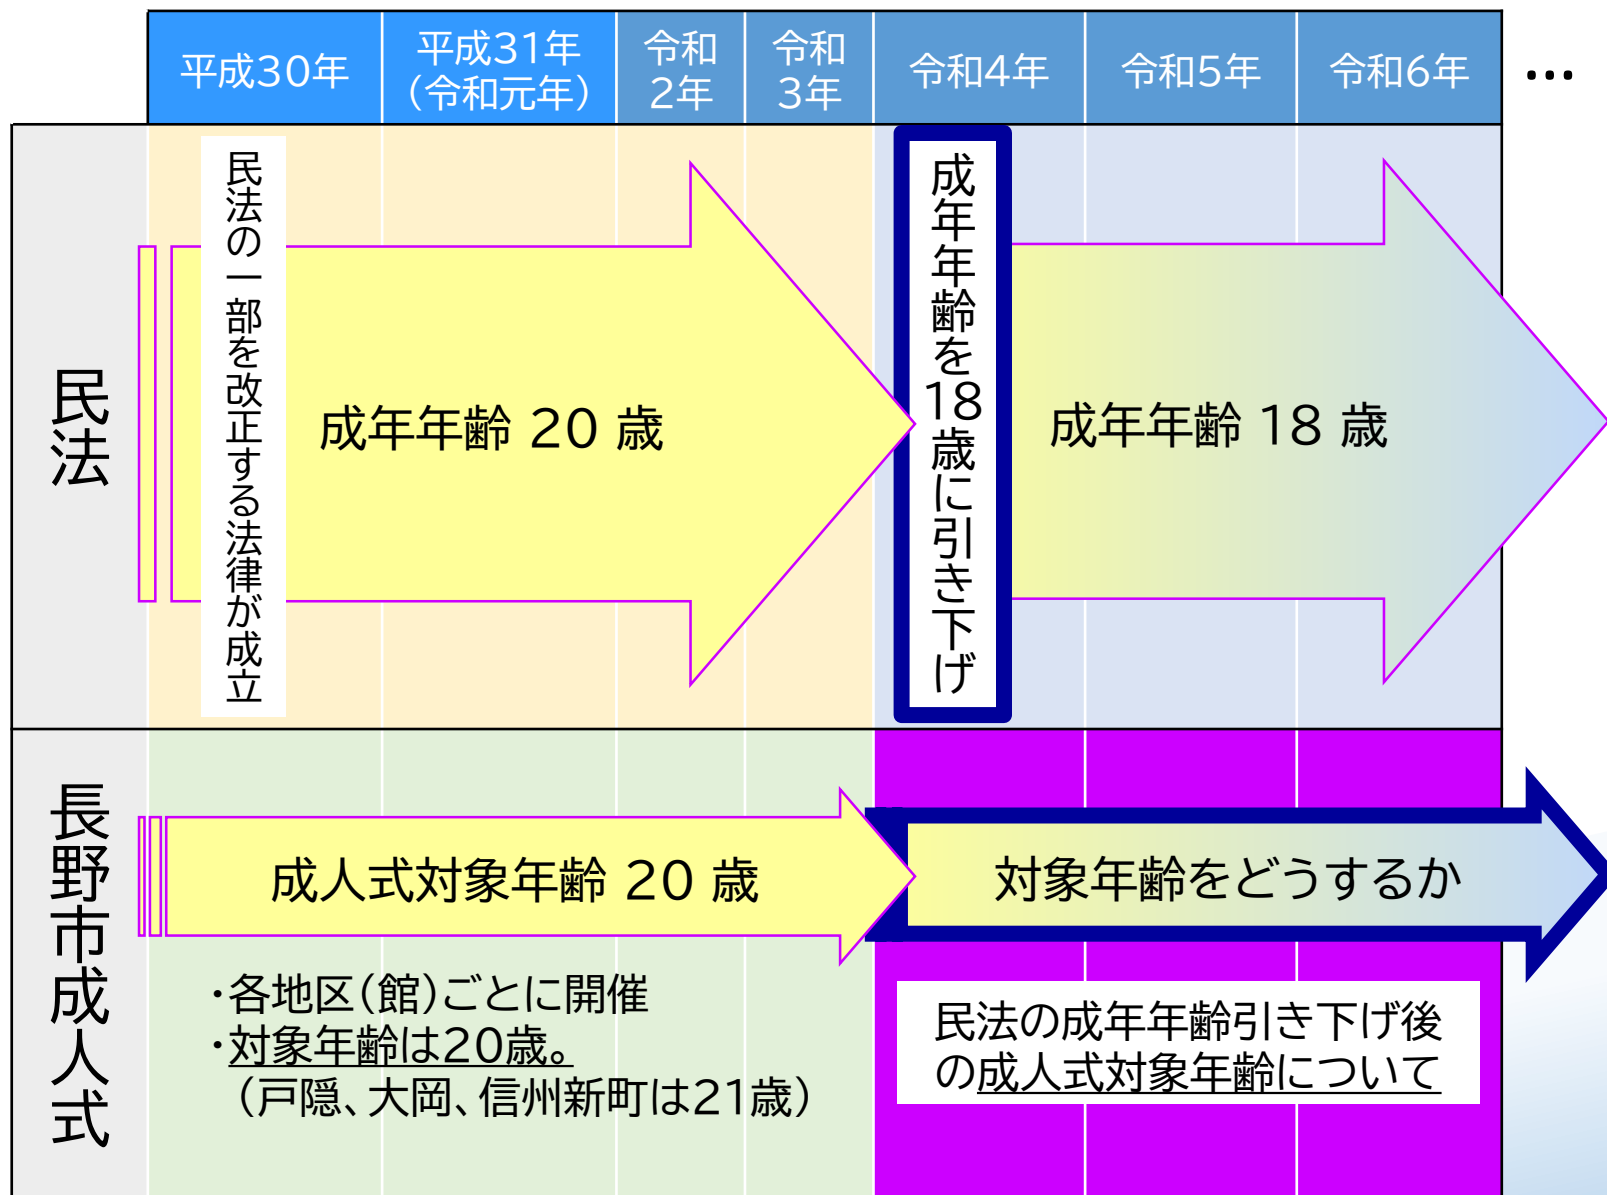 平成30年
平成31年
（令和元年）
令和
2年
令和
3年
令和4年
令和5年
令和6年
…
民法
民法の一部を改正する法律が成立
成年年齢 20 歳
成年年齢を18歳に引き下げ
成年年齢 18 歳
長野市成人式
成人式対象年齢 20 歳
対象年齢をどうするか
・各地区（館）ごとに開催
・対象年齢は20歳。
（戸隠、大岡、信州新町は21歳）
民法の成年年齢引き下げ後
の成人式対象年齢について